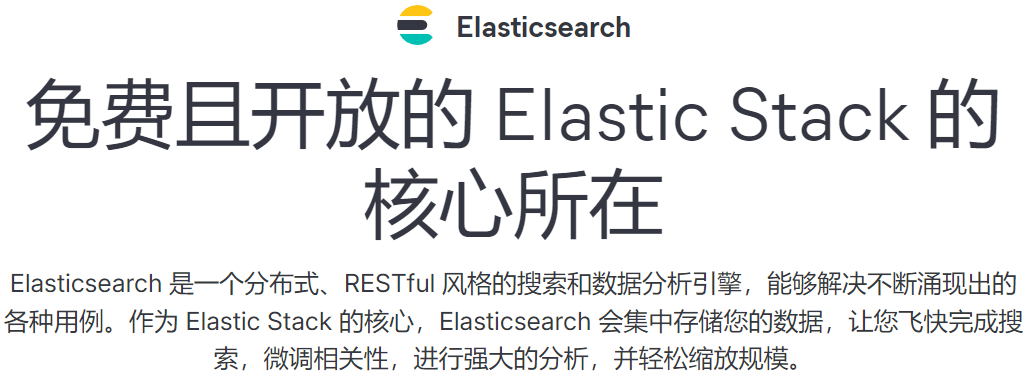 Elasticsearch
免费且开放的 Elastic Stack 的
核心所在
Elasticsearch 是一个分布式、RESTful 风格的搜索和数据分析引擎，能够解决不断涌现出的
各种用例。作为 Elastic Stack 的核心，Elasticsearch 会集中存储您的数据，让您飞快完成搜
索，微调相关性，进行强大的分析，并轻松缩放规模。